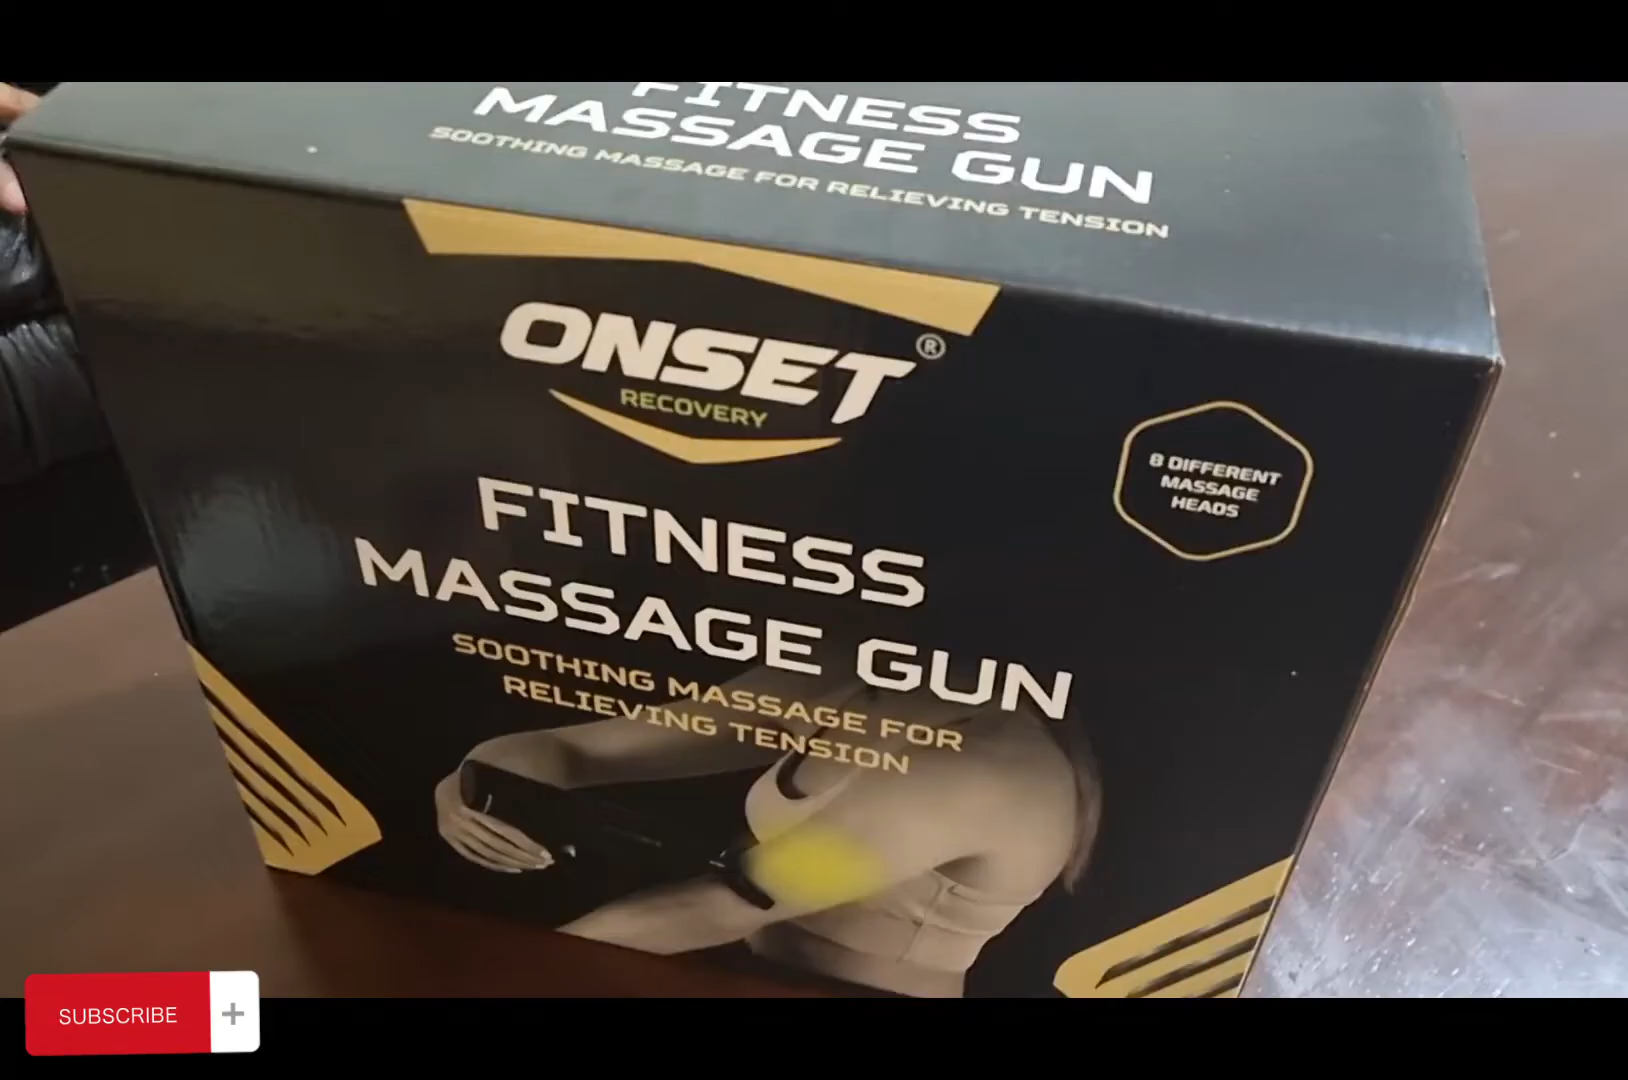 FITNESS
MASSAGE GUN
SOOTHING MASSAGE FOR RELIEVING TENSION
ONSET®
RECOVERY
8 DIFFERENT
MASSAGE
HEADS
FITNESS
MASSAGE GUN
SOOTHING MASSAGE FOR
RELIEVING TENSION
SUBSCRIBE +